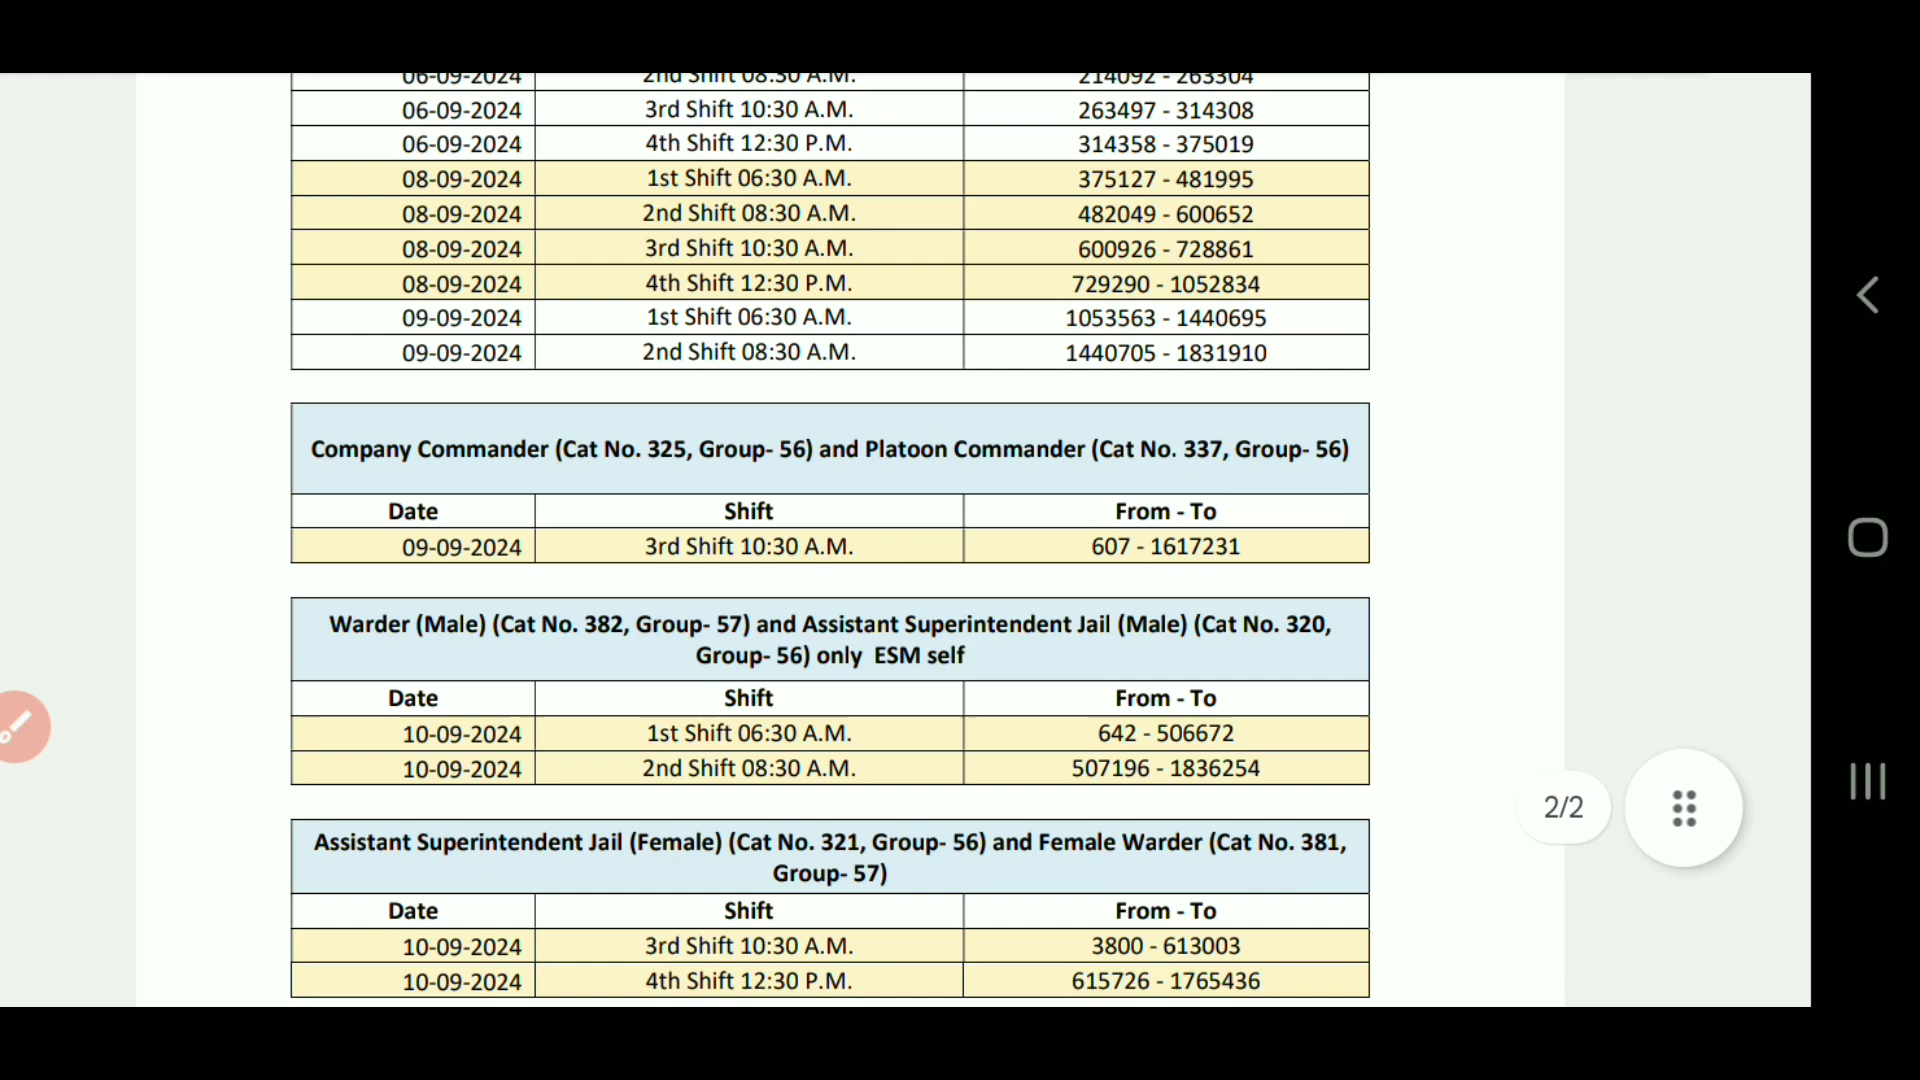 06-09-2024 2nd Shift 08:30 A.M. 214092 - 263304
06-09-2024 3rd Shift 10:30 A.M. 263497 - 314308
06-09-2024 4th Shift 12:30 P.M. 314358 - 375019
08-09-2024 1st Shift 06:30 A.M. 375127 - 481995
08-09-2024 2nd Shift 08:30 A.M. 482049 - 600652
08-09-2024 3rd Shift 10:30 A.M. 600926 - 728861
08-09-2024 4th Shift 12:30 P.M. 729290 - 1052834
09-09-2024 1st Shift 06:30 A.M. 1053563 - 1440695
09-09-2024 2nd Shift 08:30 A.M. 1440705 - 1831910
Company Commander (Cat No. 325, Group- 56) and Platoon Commander (Cat No. 337, Group- 56)
Date Shift From - To
09-09-2024 3rd Shift 10:30 A.M. 607 - 1617231
Warder (Male) (Cat No. 382, Group- 57) and Assistant Superintendent Jail (Male) (Cat No. 320,
Group- 56) only ESM self
Date Shift From - To
10-09-2024 1st Shift 06:30 A.M. 642 - 506672
10-09-2024 2nd Shift 08:30 A.M. 507196 - 1836254
Assistant Superintendent Jail (Female) (Cat No. 321, Group- 56) and Female Warder (Cat No. 381,
Group- 57)
Date Shift From - To
10-09-2024 3rd Shift 10:30 A.M. 3800 - 613003
10-09-2024 4th Shift 12:30 P.M. 615726 - 1765436
2/2